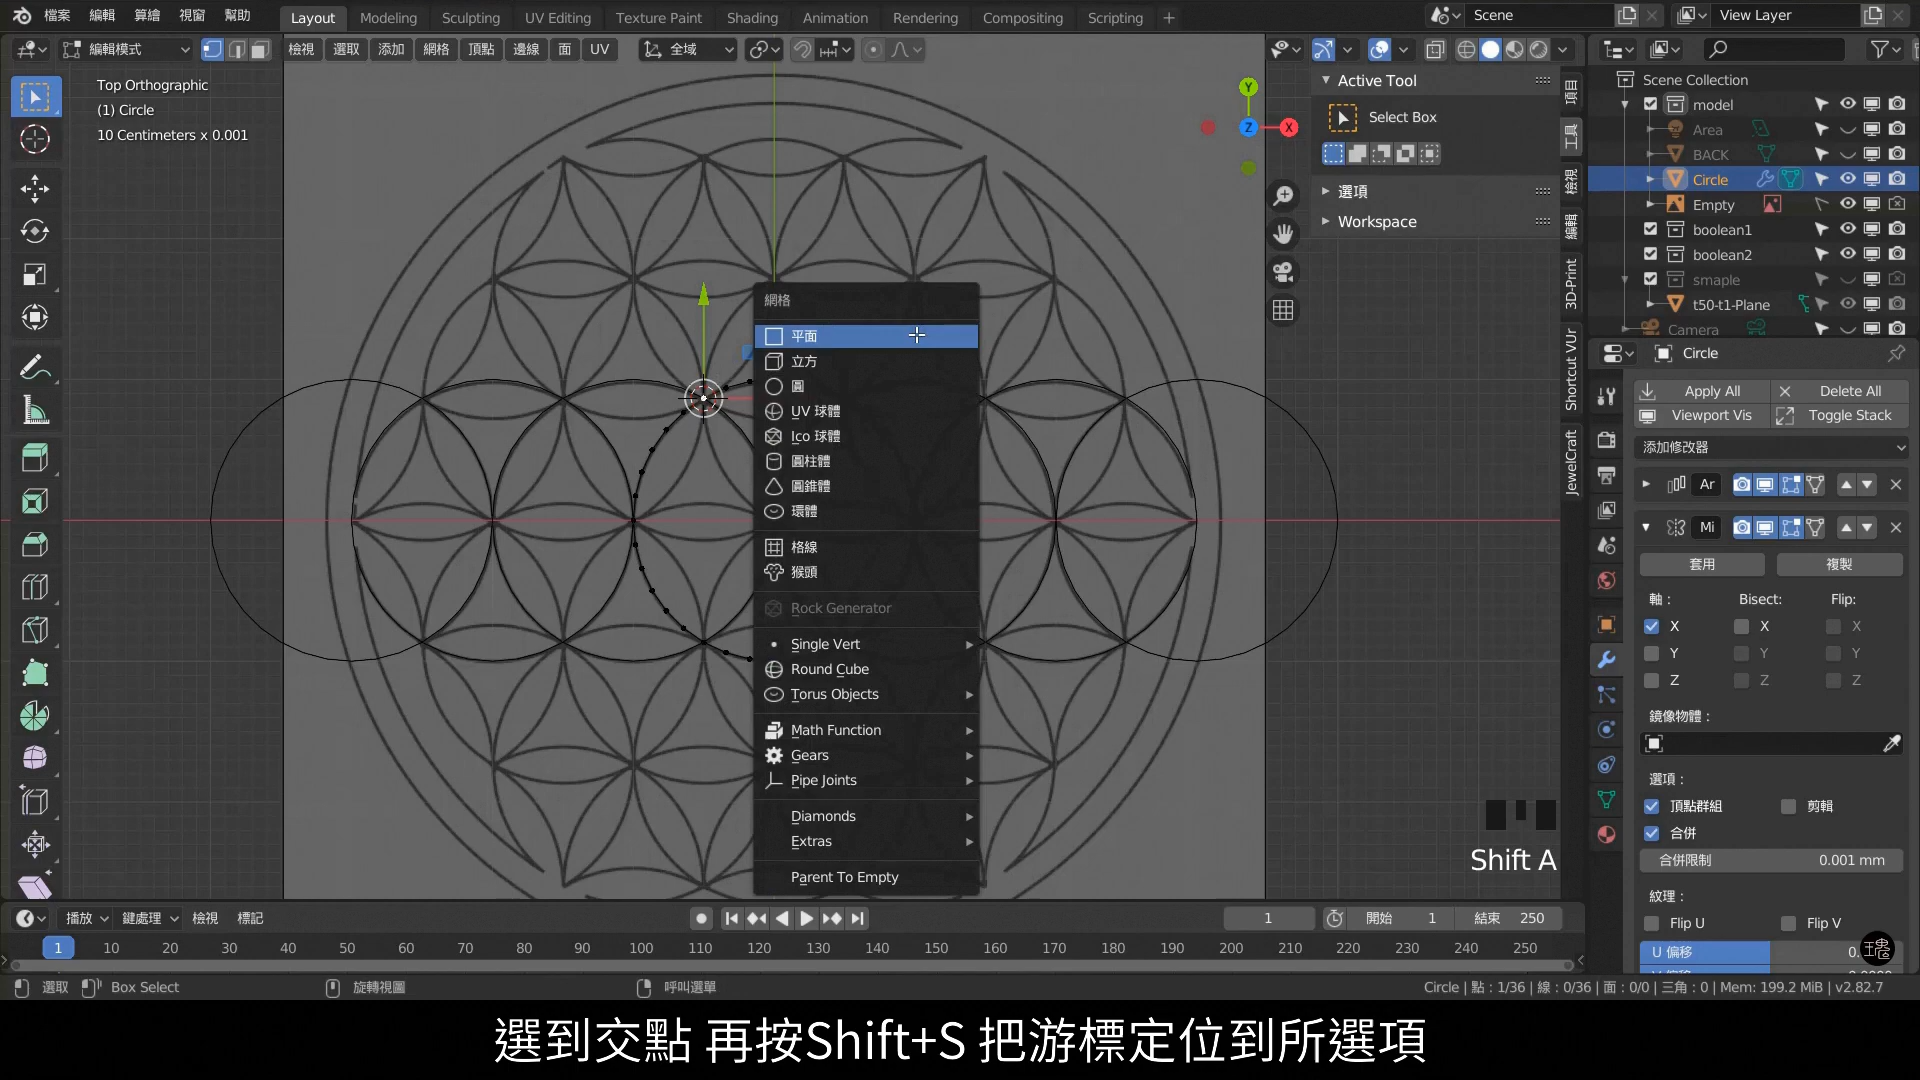 檔案 編輯 算繪 視窗 幫助 Layout Modeling Sculpting UV Editing Texture Paint Shading Animation Rendering Compositing Scripting + Scene View Layer
編輯模式 檢視 選取 添加 網格 頂點 邊線 面 UV 全域
Top Orthographic
(1) Circle
10 Centimeters x 0.001
Y
Z
X
網格
平面
立方
圓
UV 球體
Ico 球體
圓柱體
圓錐體
環體
格線
猴頭
Rock Generator
Single Vert
Round Cube
Torus Objects
Math Function
Gears
Pipe Joints
Diamonds
Extras
Parent To Empty
Active Tool
Select Box
選項
Workspace
項目
工具
檢視
編輯
3D-Print
Shortcut VUr
JewelCraft
Shift A
Scene Collection
model
Area
BACK
Circle
Empty
boolean1
boolean2
smaple
t50-t1-Plane
Camera
Circle
Apply All Delete All
Viewport Vis Toggle Stack
添加修改器
Ar
Mi
套用 複製
軸： Bisect: Flip:
X X X
Y Y Y
Z Z Z
鏡像物體：
選項：
頂點群組 剪輯
合併
合併限制 0.001 mm
紋理：
Flip U Flip V
U 偏移 0.
播放 鍵處理 檢視 標記 1 開始 1 結束 250
1 10 20 30 40 50 60 70 80 90 100 110 120 130 140 150 160 170 180 190 200 210 220 230 240 250
選取 Box Select 旋轉視圖 呼叫選單 Circle | 點：1/36 | 線：0/36 | 面：0/0 | 三角：0 | Mem: 199.2 MiB | v2.82.7
選到交點 再按Shift+S 把游標定位到所選項